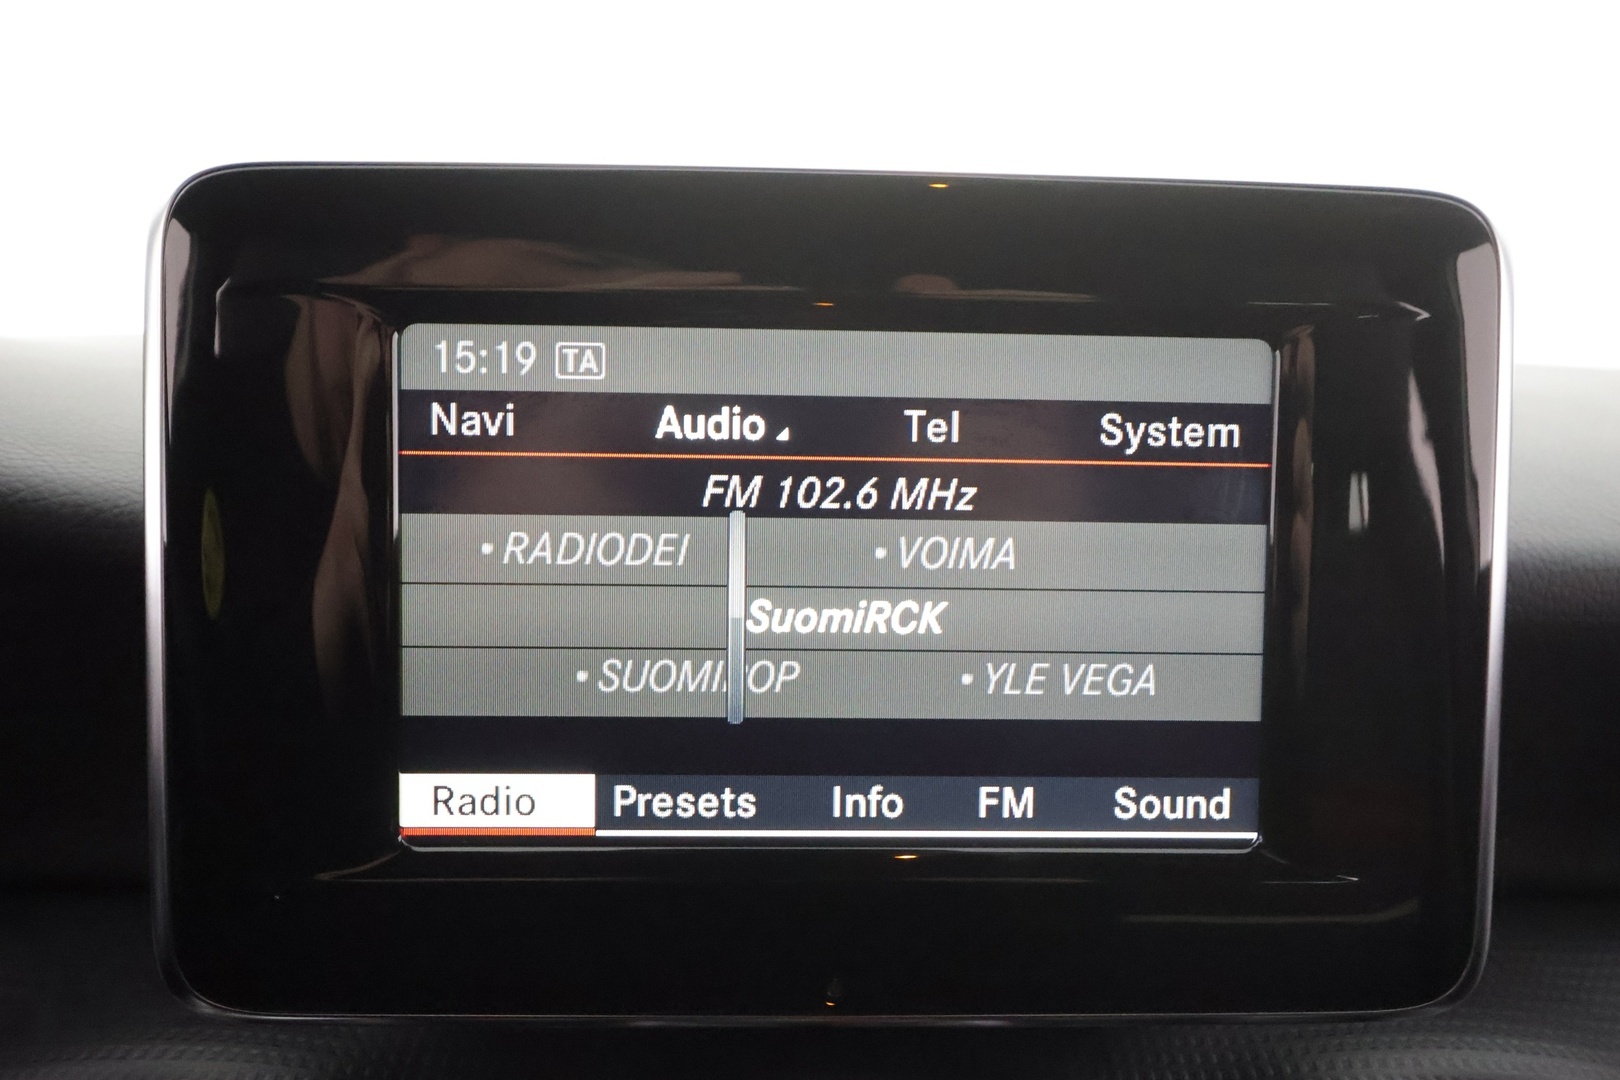 15:19 TA
Navi Audio Tel System
FM 102.6 MHz
•RADIODEI •VOIMA
SuomiRCK
•SUOMIPOP •YLE VEGA
Radio Presets Info FM Sound